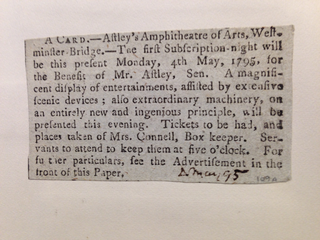 A CARD.—Astley's Amphitheatre of Arts, West-
minster-Bridge.—The first Subscription-night will
be this present Monday, 4th May, 1795, for
the Benefit of Mr. Astley, Sen. A magnifi-
cent display of entertainments, assisted by extensive
scenic devices; also extraordinary machinery, on
an entirely new and ingenious principle, will be
presented this evening. Tickets to be had, and
places taken of Mrs. Connell, Box keeper. Ser-
vants to attend to keep them at five o'clock. For
further particulars, see the Advertisement in the
front of this Paper.
May 95